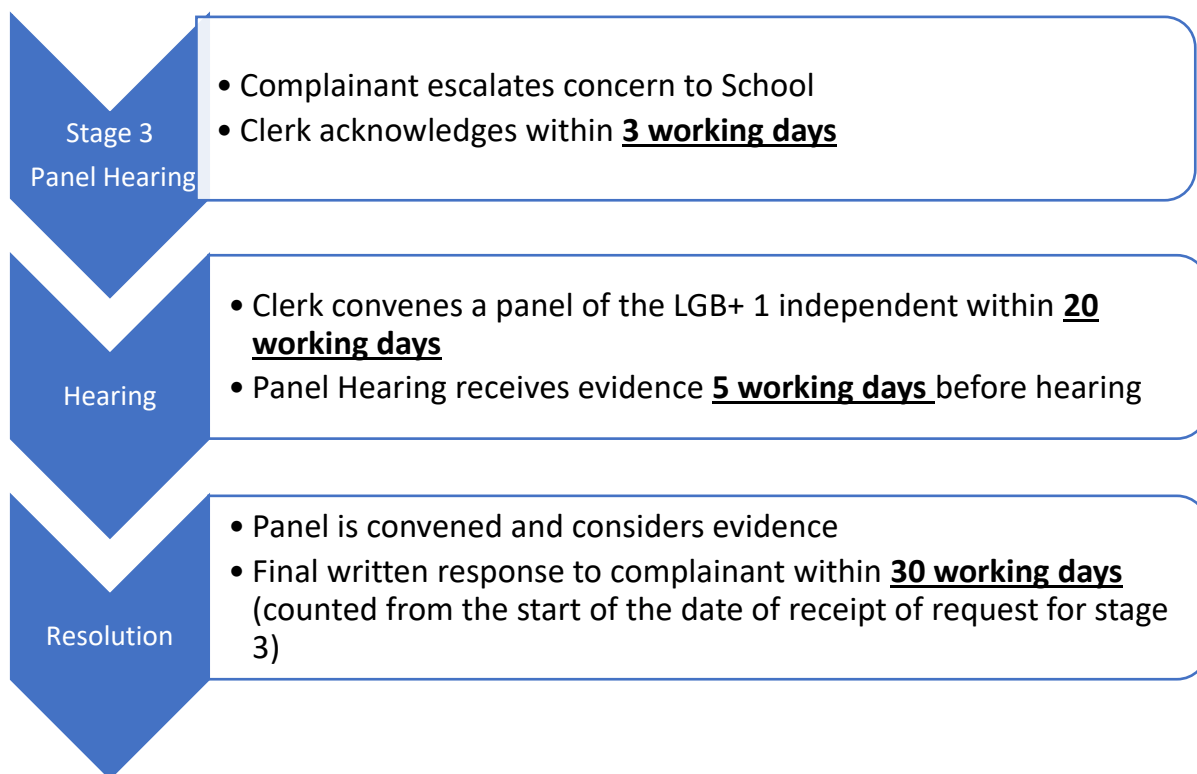 Stage 3
Panel Hearing
• Complainant escalates concern to School
• Clerk acknowledges within 3 working days
Hearing
• Clerk convenes a panel of the LGB+ 1 independent within 20
working days
• Panel Hearing receives evidence 5 working days before hearing
Resolution
• Panel is convened and considers evidence
• Final written response to complainant within 30 working days
(counted from the start of the date of receipt of request for stage
3)